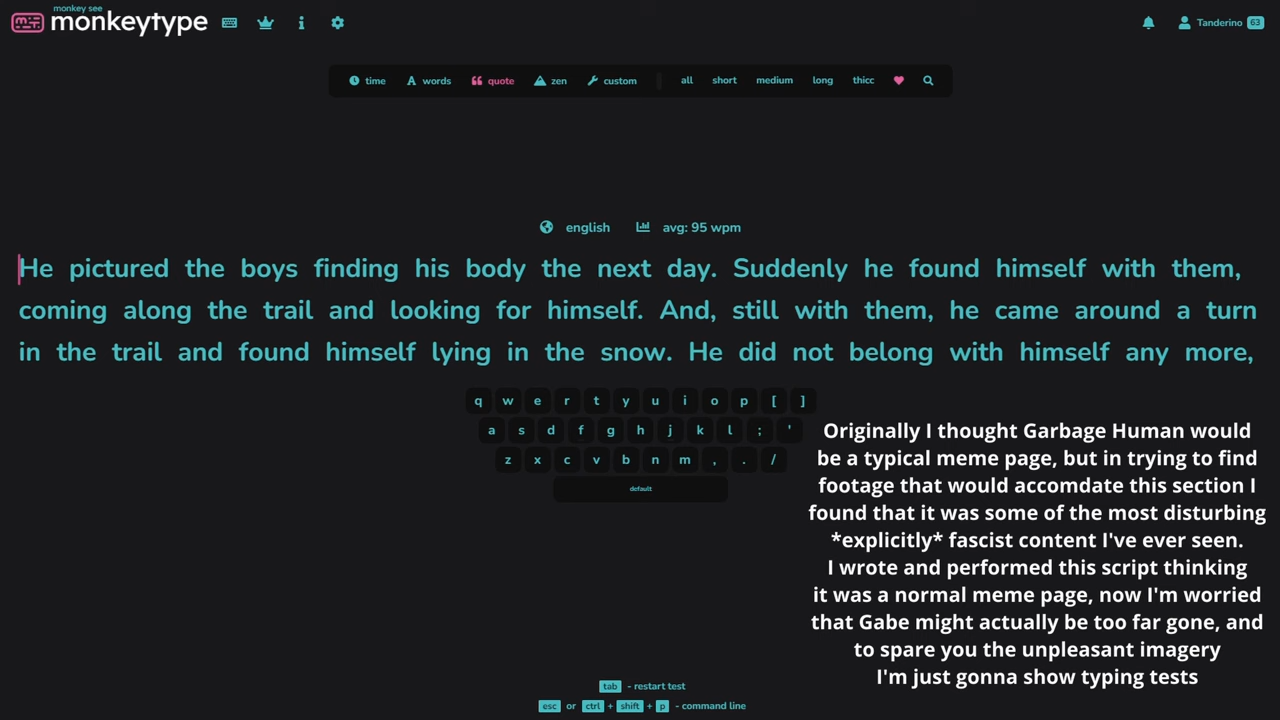 monkey see
monkeytype
Tanderino 63
time words quote zen custom all short medium long thicc
english avg: 95 wpm
He pictured the boys finding his body the next day. Suddenly he found himself with them,
coming along the trail and looking for himself. And, still with them, he came around a turn
in the trail and found himself lying in the snow. He did not belong with himself any more,
q w e r t y u i o p [ ]
a s d f g h j k l ; '
z x c v b n m , . /
default
Originally I thought Garbage Human would
be a typical meme page, but in trying to find
footage that would accomdate this section I
found that it was some of the most disturbing
*explicitly* fascist content I've ever seen.
I wrote and performed this script thinking
it was a normal meme page, now I'm worried
that Gabe might actually be too far gone, and
to spare you the unpleasant imagery
I'm just gonna show typing tests
tab - restart test
esc or ctrl + shift + p - command line